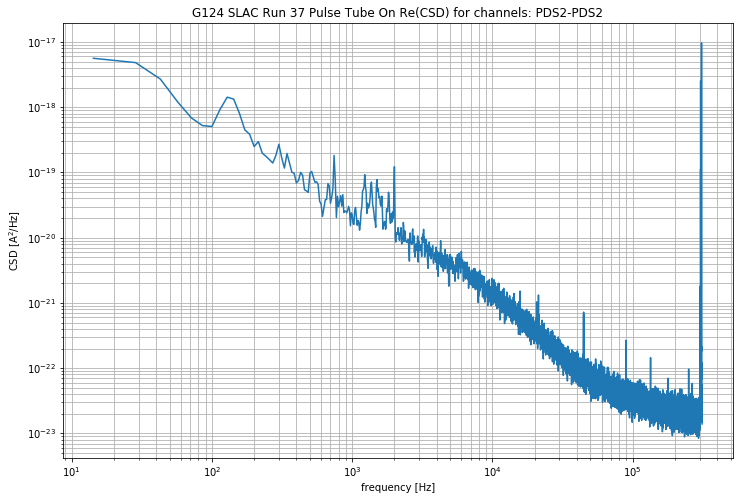 G124 SLAC Run 37 Pulse Tube On Re(CSD) for channels: PDS2-PDS2
10⁻¹⁷
10⁻¹⁸
10⁻¹⁹
10⁻²⁰
10⁻²¹
10⁻²²
10⁻²³
CSD [A²/Hz]
10¹ 10² 10³ 10⁴ 10⁵
frequency [Hz]